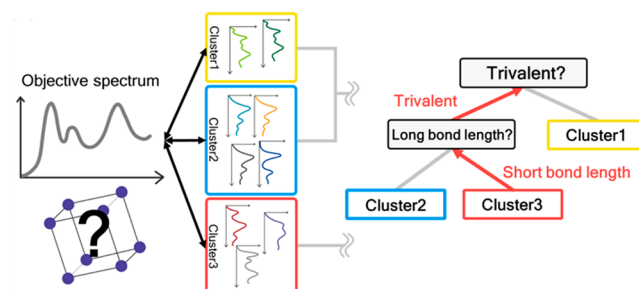 Objective spectrum
?
Cluster1
Cluster2
Cluster3
Trivalent?
Trivalent
Cluster1
Long bond length?
Short bond length
Cluster2
Cluster3